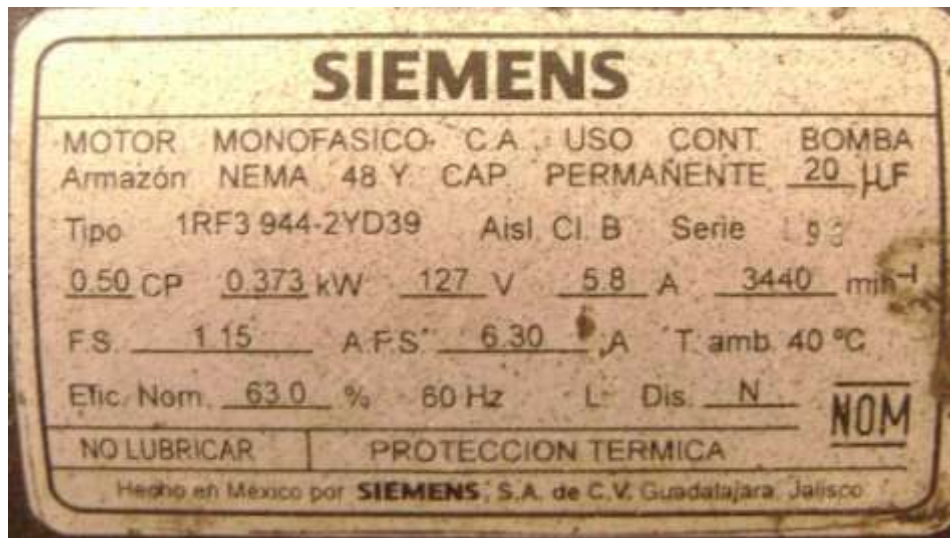 SIEMENS
MOTOR MONOFASICO C.A. USO CONT. BOMBA
Armazón NEMA 48 Y CAP PERMAÑENTE 20 µF
Tipo 1RF3 944-2YD39 Aisl. Cl. B Serie
0.50 CP 0.373 kW 127 V 5.8 A 3440 min⁻¹
F.S. 1.15 A.F.S. 6.30 A T. amb. 40 ºC
Efic. Nom. 63.0 % 60 Hz L- Dis. N
NOM
NO LUBRICAR PROTECCION TERMICA
Hecho en México por SIEMENS, S.A. de C.V. Guadalajara, Jalisco